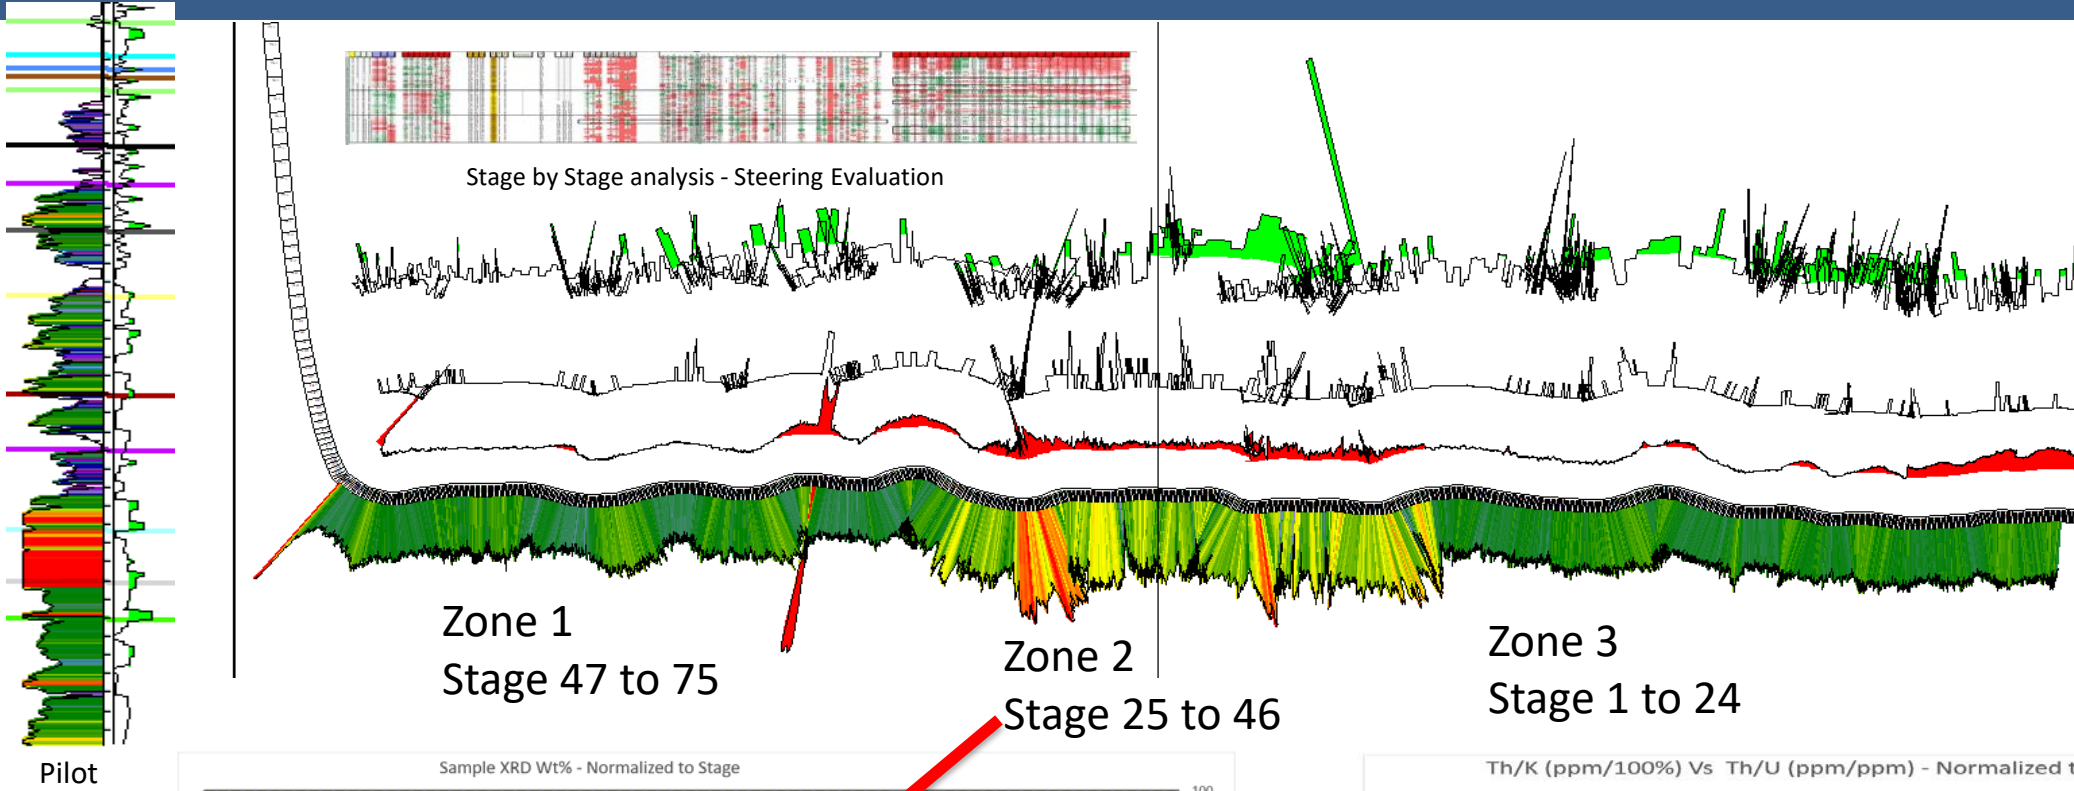 Stage by Stage analysis - Steering Evaluation
Zone 1
Stage 47 to 75
Zone 2
Stage 25 to 46
Zone 3
Stage 1 to 24
Pilot
Sample XRD Wt% - Normalized to Stage
100
Th/K (ppm/100%) Vs Th/U (ppm/ppm) - Normalized t